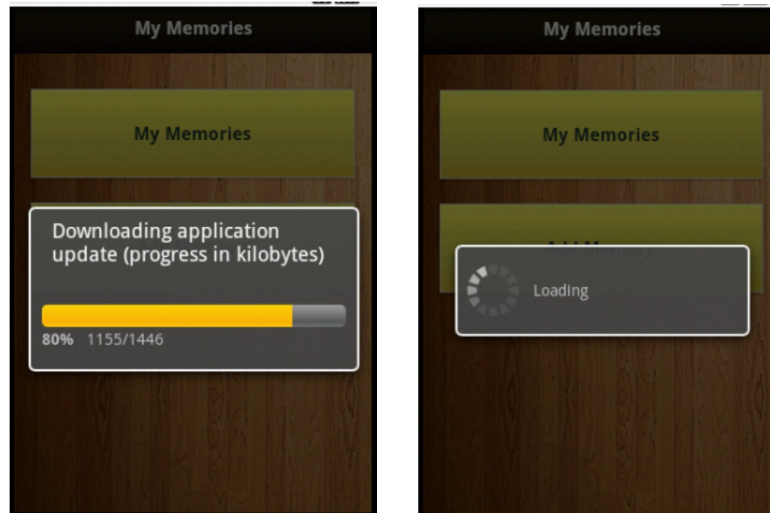 My Memories
My Memories
Downloading application
update (progress in kilobytes)
80% 1155/1446
My Memories
My Memories
Loading